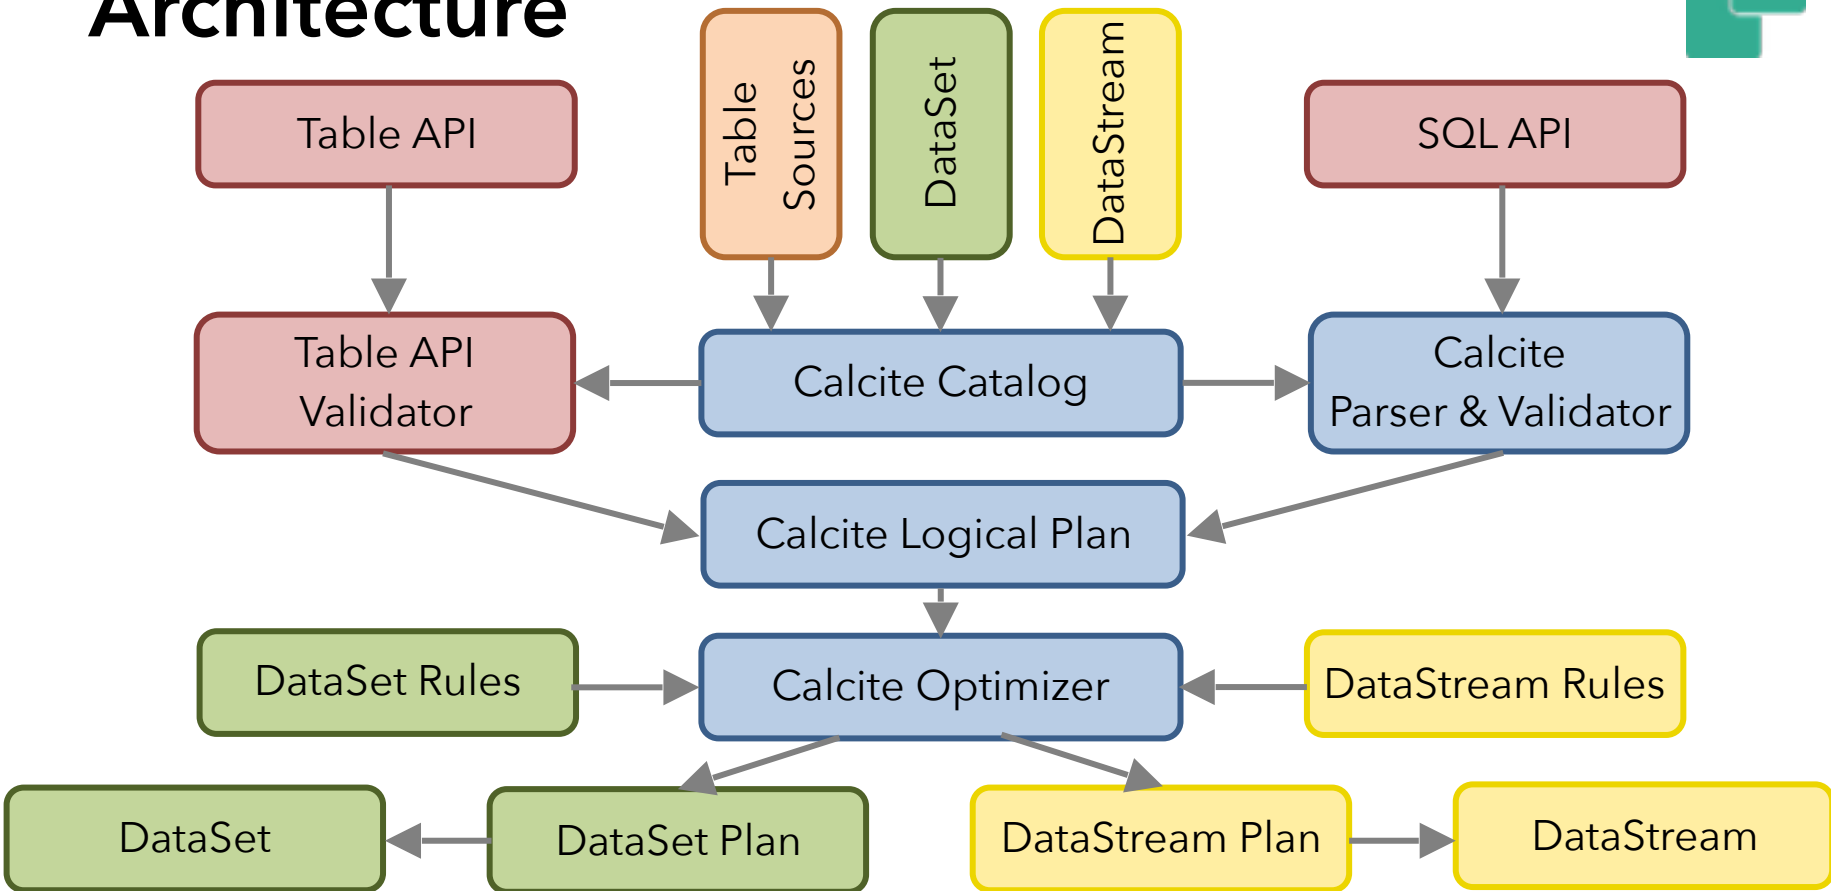 Architecture
Table API
Table
Sources
DataSet
DataStream
SQL API
Table API
Validator
Calcite Catalog
Calcite
Parser & Validator
Calcite Logical Plan
DataSet Rules
Calcite Optimizer
DataStream Rules
DataSet
DataSet Plan
DataStream Plan
DataStream